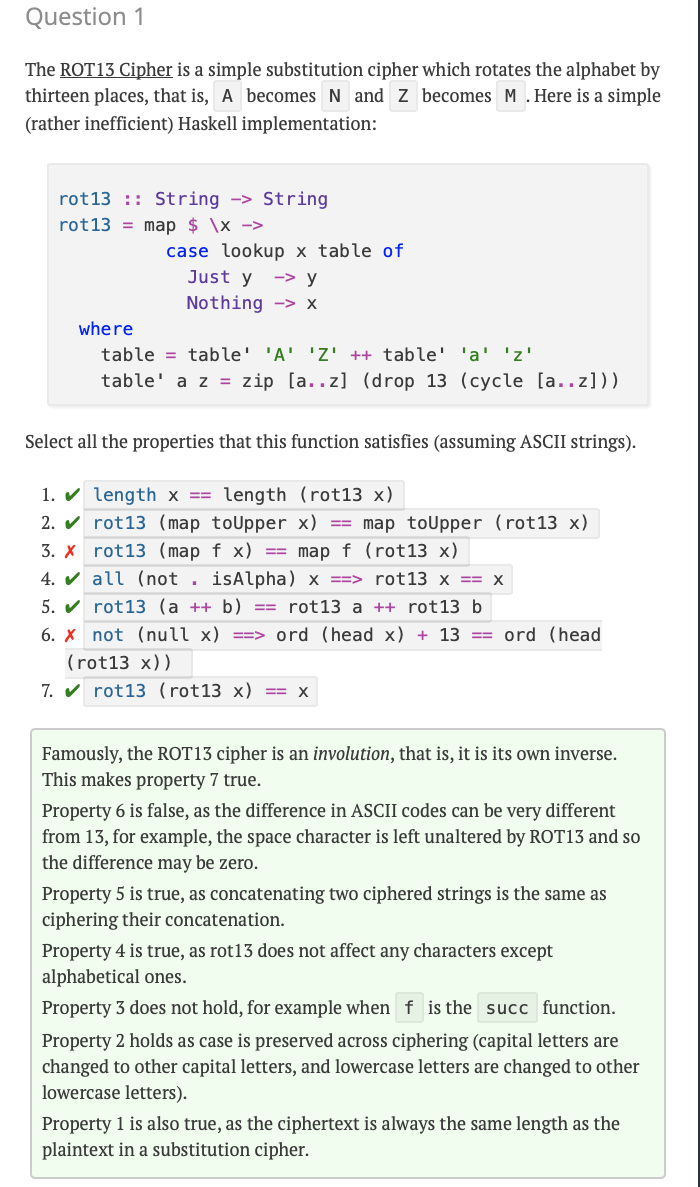 Question 1
The ROT13 Cipher is a simple substitution cipher which rotates the alphabet by
thirteen places, that is, A becomes N and Z becomes M . Here is a simple
(rather inefficient) Haskell implementation:
rot13 :: String -> String
rot13 = map $ \x ->
          case lookup x table of
            Just y  -> y
            Nothing -> x
  where
    table = table' 'A' 'Z' ++ table' 'a' 'z'
    table' a z = zip [a..z] (drop 13 (cycle [a..z]))
Select all the properties that this function satisfies (assuming ASCII strings).
1. ✔ length x == length (rot13 x)
2. ✔ rot13 (map toUpper x) == map toUpper (rot13 x)
3. ✗ rot13 (map f x) == map f (rot13 x)
4. ✔ all (not . isAlpha) x ==> rot13 x == x
5. ✔ rot13 (a ++ b) == rot13 a ++ rot13 b
6. ✗ not (null x) ==> ord (head x) + 13 == ord (head
(rot13 x))
7. ✔ rot13 (rot13 x) == x
Famously, the ROT13 cipher is an involution, that is, it is its own inverse.
This makes property 7 true.
Property 6 is false, as the difference in ASCII codes can be very different
from 13, for example, the space character is left unaltered by ROT13 and so
the difference may be zero.
Property 5 is true, as concatenating two ciphered strings is the same as
ciphering their concatenation.
Property 4 is true, as rot13 does not affect any characters except
alphabetical ones.
Property 3 does not hold, for example when f is the succ function.
Property 2 holds as case is preserved across ciphering (capital letters are
changed to other capital letters, and lowercase letters are changed to other
lowercase letters).
Property 1 is also true, as the ciphertext is always the same length as the
plaintext in a substitution cipher.